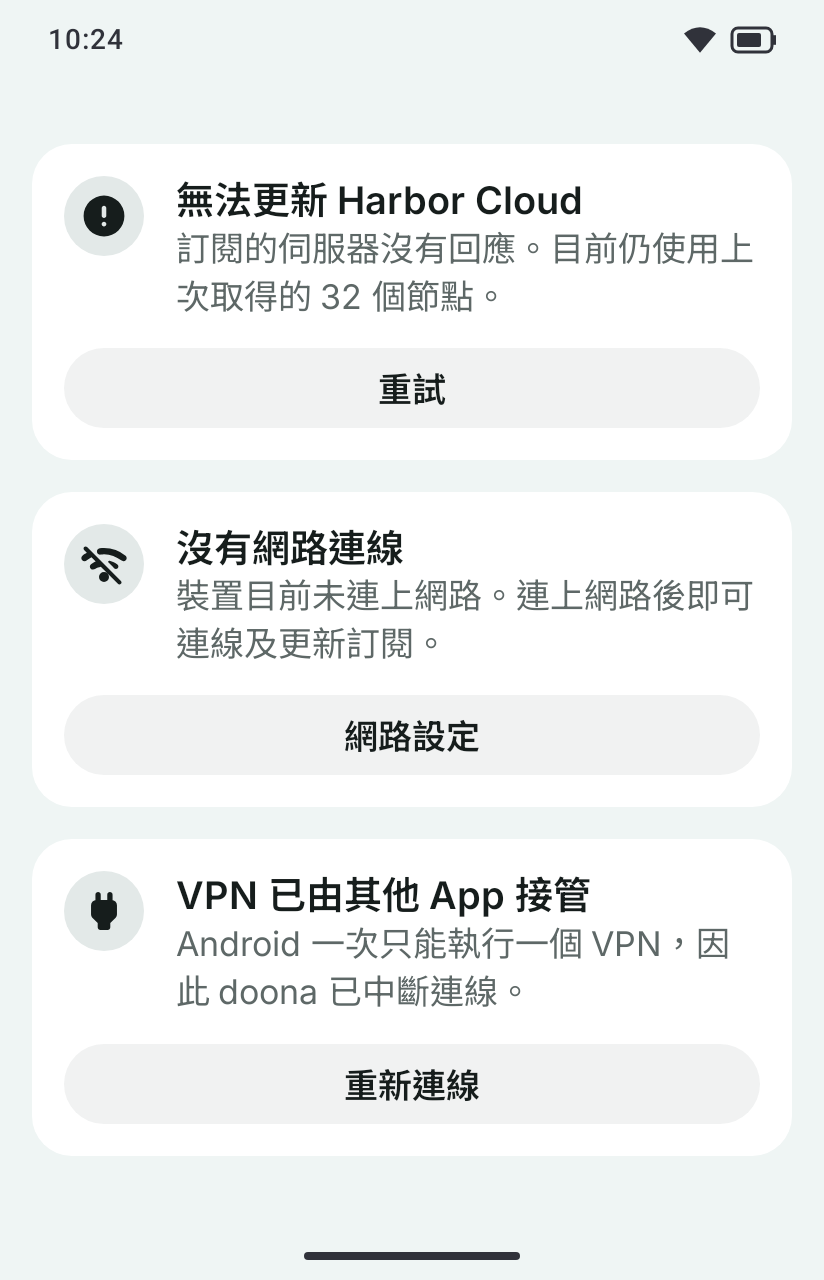 10:24
無法更新 Harbor Cloud
訂閱的伺服器沒有回應。目前仍使用上
次取得的 32 個節點。
重試
沒有網路連線
裝置目前未連上網路。連上網路後即可
連線及更新訂閱。
網路設定
VPN 已由其他 App 接管
Android 一次只能執行一個 VPN，因
此 doona 已中斷連線。
重新連線